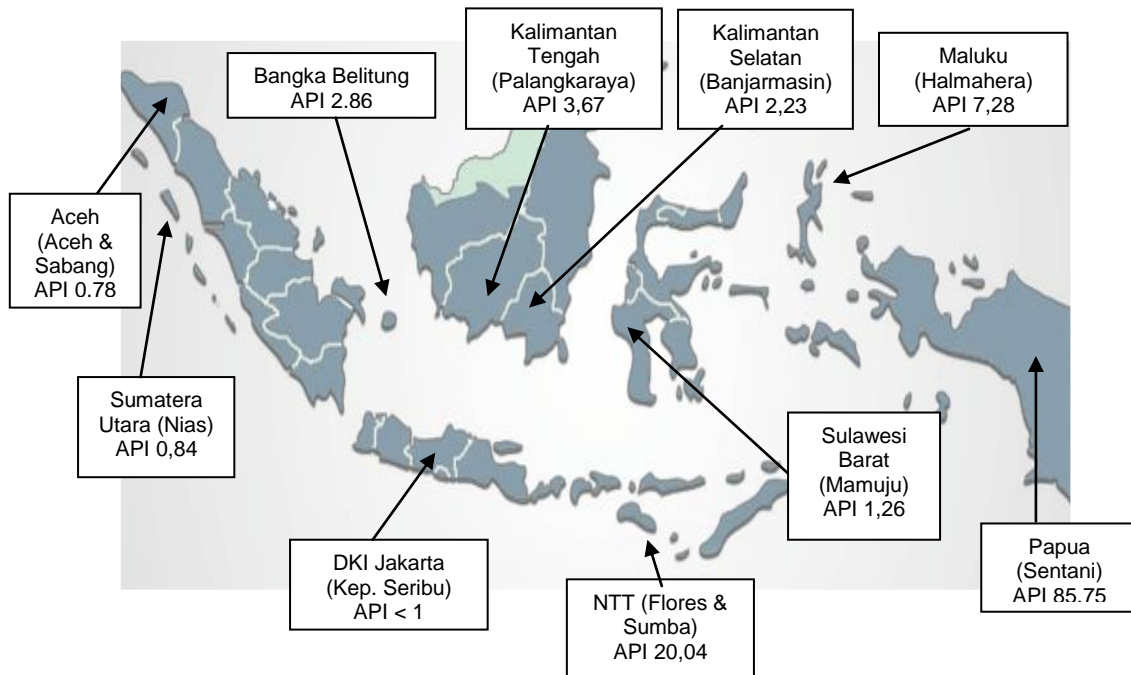 Bangka Belitung
API 2.86
Kalimantan
Tengah
(Palangkaraya)
API 3,67
Kalimantan
Selatan
(Banjarmasin)
API 2,23
Maluku
(Halmahera)
API 7,28
Aceh
(Aceh &
Sabang)
API 0.78
Sumatera
Utara (Nias)
API 0,84
DKI Jakarta
(Kep. Seribu)
API < 1
NTT (Flores &
Sumba)
API 20,04
Sulawesi
Barat
(Mamuju)
API 1,26
Papua
(Sentani)
API 85.75